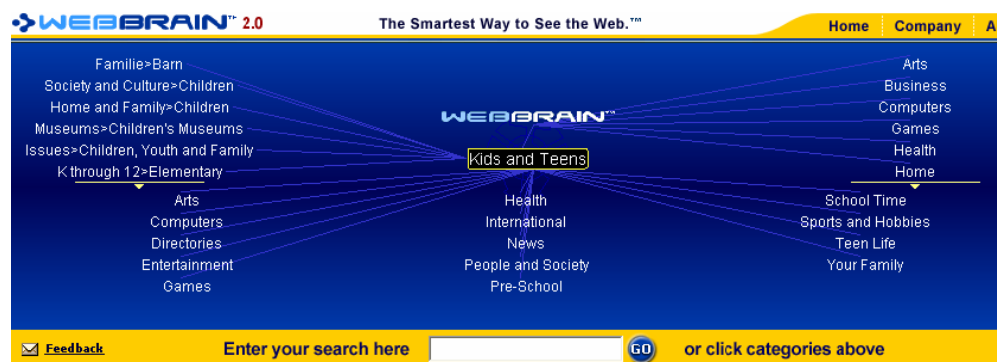 WEBBRAIN™ 2.0
The Smartest Way to See the Web.™
Home
Company
A
Familie>Barn
Society and Culture>Children
Home and Family>Children
Museums>Children's Museums
Issues>Children, Youth and Family
K through 12>Elementary
WEBBRAIN™
Kids and Teens
Arts
Business
Computers
Games
Health
Home
Arts
Computers
Directories
Entertainment
Games
Health
International
News
People and Society
Pre-School
School Time
Sports and Hobbies
Teen Life
Your Family
Feedback
Enter your search here
GO
or click categories above